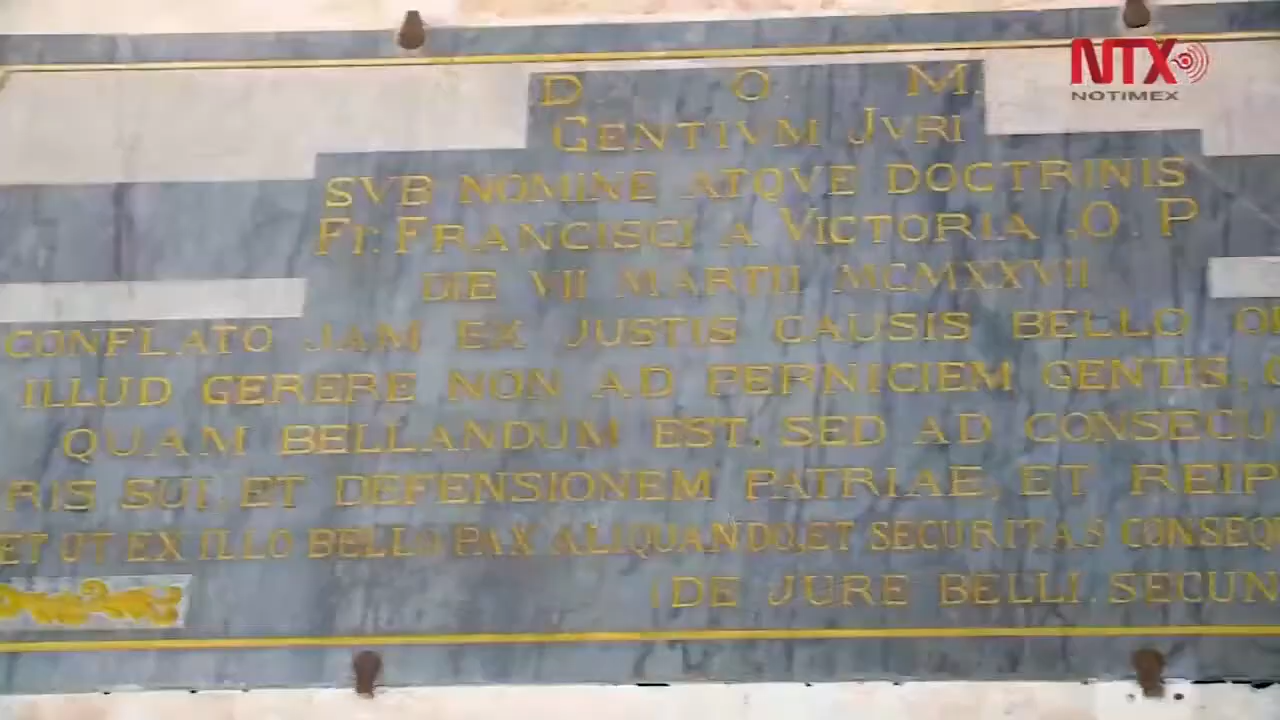 NTX
NOTIMEX
D. O. M.
GENTIVM JVRI
SVB NOMINE ATQVE DOCTRINIS
Fr. FRANCISCI A VICTORIA . O . P
DIE VII MARTII MCMXXVII
CONFLATO JAM EX JUSTIS CAUSIS BELLO
ILLUD GERERE NON AD PERNICIEM GENTIS,
QUAM BELLANDUM EST, SED AD CONSECU
RIS SUI, ET DEFENSIONEM PATRIAE, ET REIP
ET UT EX ILLO BELLO PAX ALIQUANDO, ET SECURITAS CONSEQ
(DE JURE BELLI. SECUN